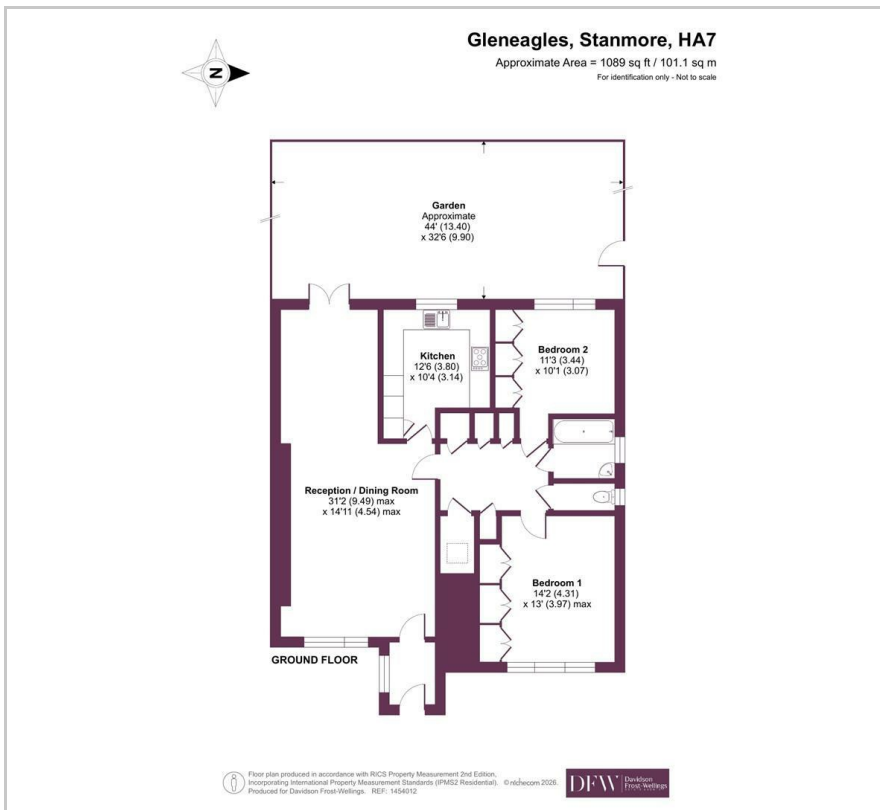 Gleneagles, Stanmore, HA7
Approximate Area = 1089 sq ft / 101.1 sq m
For identification only - Not to scale
N
Garden
Approximate
44' (13.40)
x 32'6 (9.90)
Kitchen
12'6 (3.80)
x 10'4 (3.14)
Bedroom 2
11'3 (3.44)
x 10'1 (3.07)
Reception / Dining Room
31'2 (9.49) max
x 14'11 (4.54) max
Bedroom 1
14'2 (4.31)
x 13' (3.97) max
GROUND FLOOR
Floor plan produced in accordance with RICS Property Measurement 2nd Edition,
Incorporating International Property Measurement Standards (IPMS2 Residential). © nichecom 2026.
Produced for Davidson Frost-Wellings. REF: 1454012
DFW
Davidson
Frost-Wellings